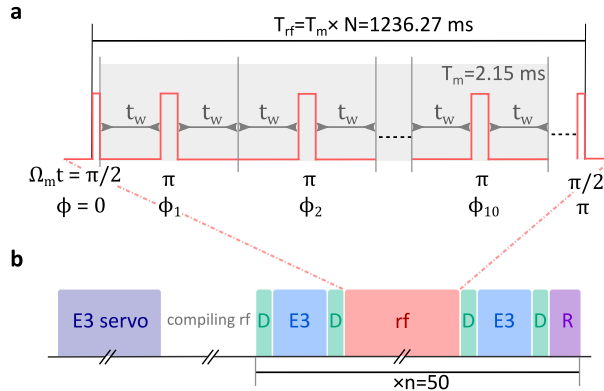 a
T_rf=T_m× N=1236.27 ms
T_m=2.15 ms
t_w t_w t_w t_w t_w t_w
Ω_m t = π/2 π π π π/2
ϕ = 0 ϕ_1 ϕ_2 ϕ_10 π
b
E3 servo compiling rf D E3 D rf D E3 D R
×n=50